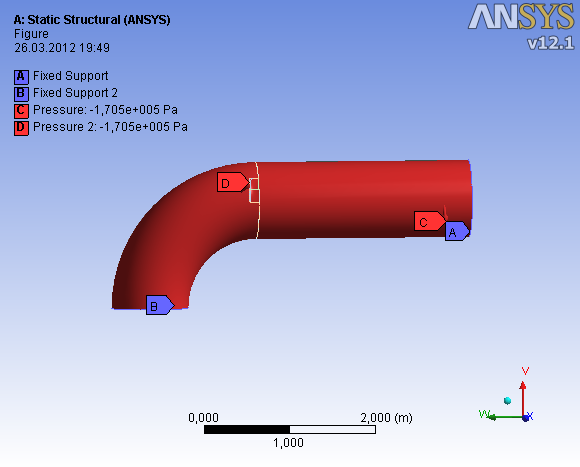 A: Static Structural (ANSYS)
Figure
26.03.2012 19:49
A Fixed Support
B Fixed Support 2
C Pressure: -1,705e+005 Pa
D Pressure 2: -1,705e+005 Pa
ANSYS
v12.1
D
C
A
B
0,000 2,000 (m)
1,000
V
W
X